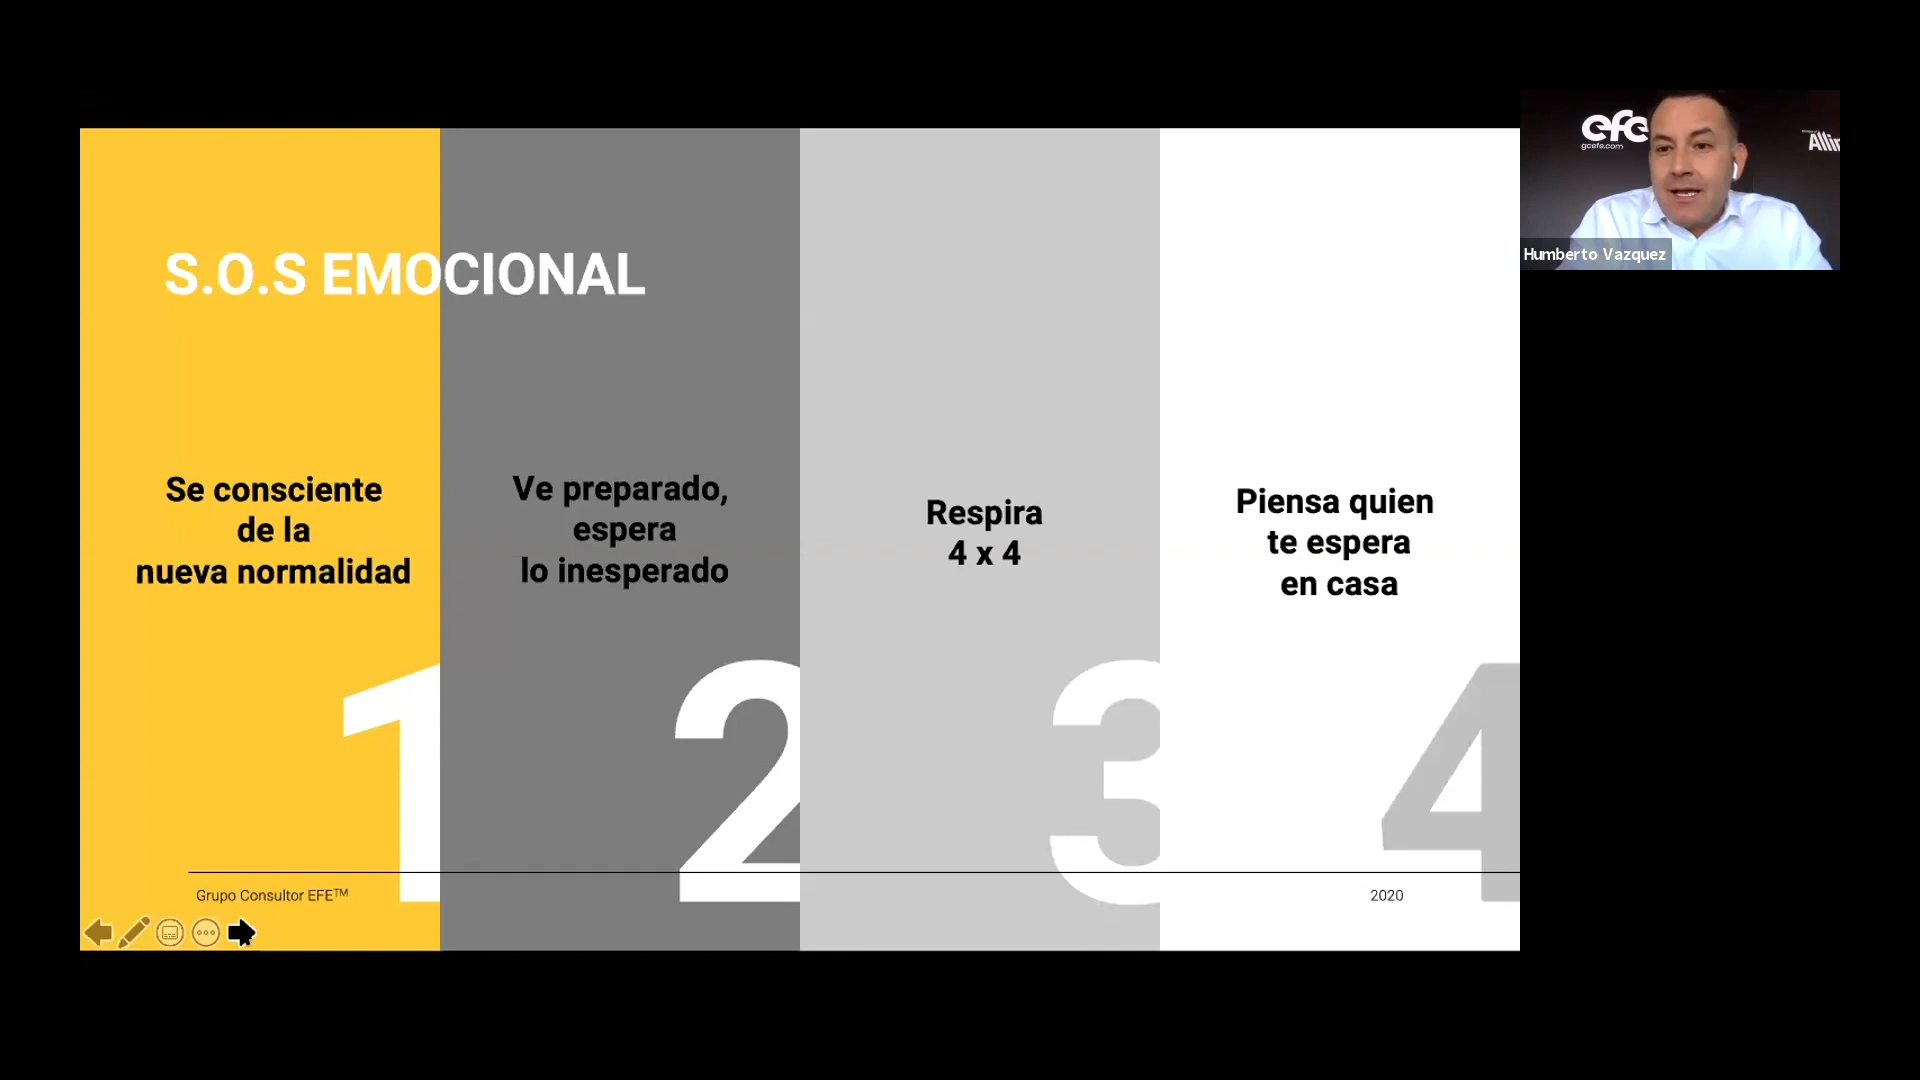 S.O.S EMOCIONAL
Se consciente
de la
nueva normalidad
Ve preparado,
espera
lo inesperado
Respira
4 x 4
Piensa quien
te espera
en casa
1
2
3
4
Grupo Consultor EFE™
2020
efe
gcefe.com
Humberto Vazquez